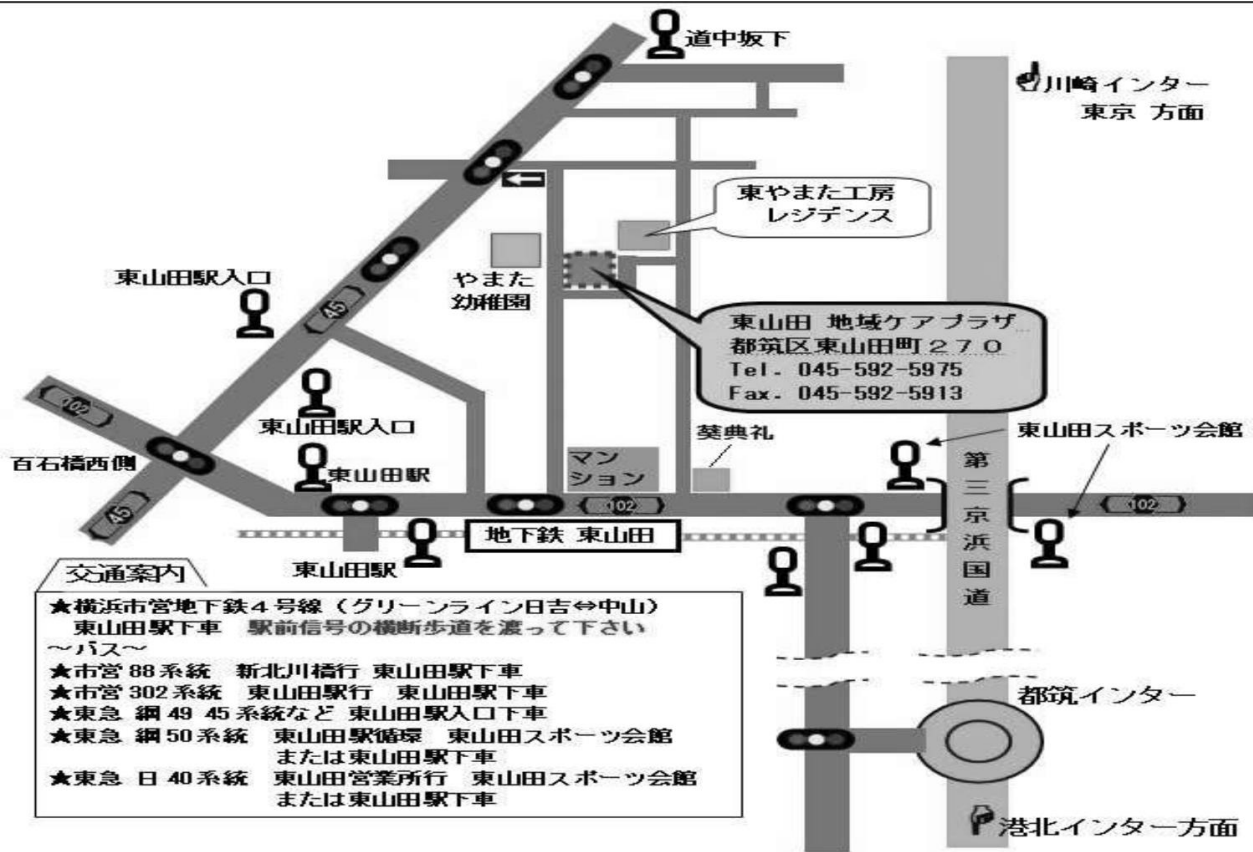 道中坂下
川崎インター
東京 方面
東やまた工房
レジデンス
やまた
幼稚園
東山田駅入口
45
東山田 地域ケアプラザ
都筑区東山田町270
Tel. 045-592-5975
Fax. 045-592-5913
102
東山田駅入口
百石橋西側
東山田駅
マン
ション
葵典礼
東山田スポーツ会館
第三京浜国道
45
102
102
地下鉄 東山田
東山田駅
交通案内
★横浜市営地下鉄4号線(グリーンライン日吉⇔中山)
東山田駅下車 駅前信号の横断歩道を渡って下さい
～バス～
★市営88系統 新北川橋行 東山田駅下車
★市営302系統 東山田駅行 東山田駅下車
★東急 綱49 45系統など 東山田駅入口下車
★東急 綱50系統 東山田駅循環 東山田スポーツ会館
または東山田駅下車
★東急 日40系統 東山田営業所行 東山田スポーツ会館
または東山田駅下車
都筑インター
港北インター方面